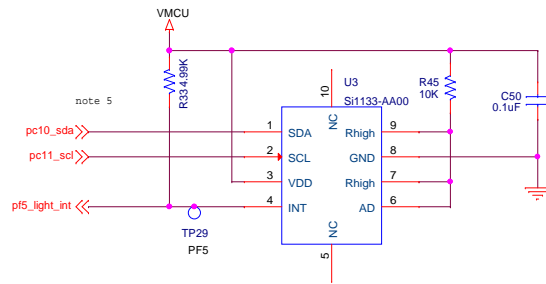 VMCU
R33 4.99K
note 5
pc10_sda
pc11_scl
pf5_light_int
1
2
3
4
TP29
PF5
U3
Si1133-AA00
10
NC
SDA
SCL
VDD
INT
Rhigh
GND
Rhigh
AD
NC
5
9
8
7
6
R45
10K
C50
0.1uF